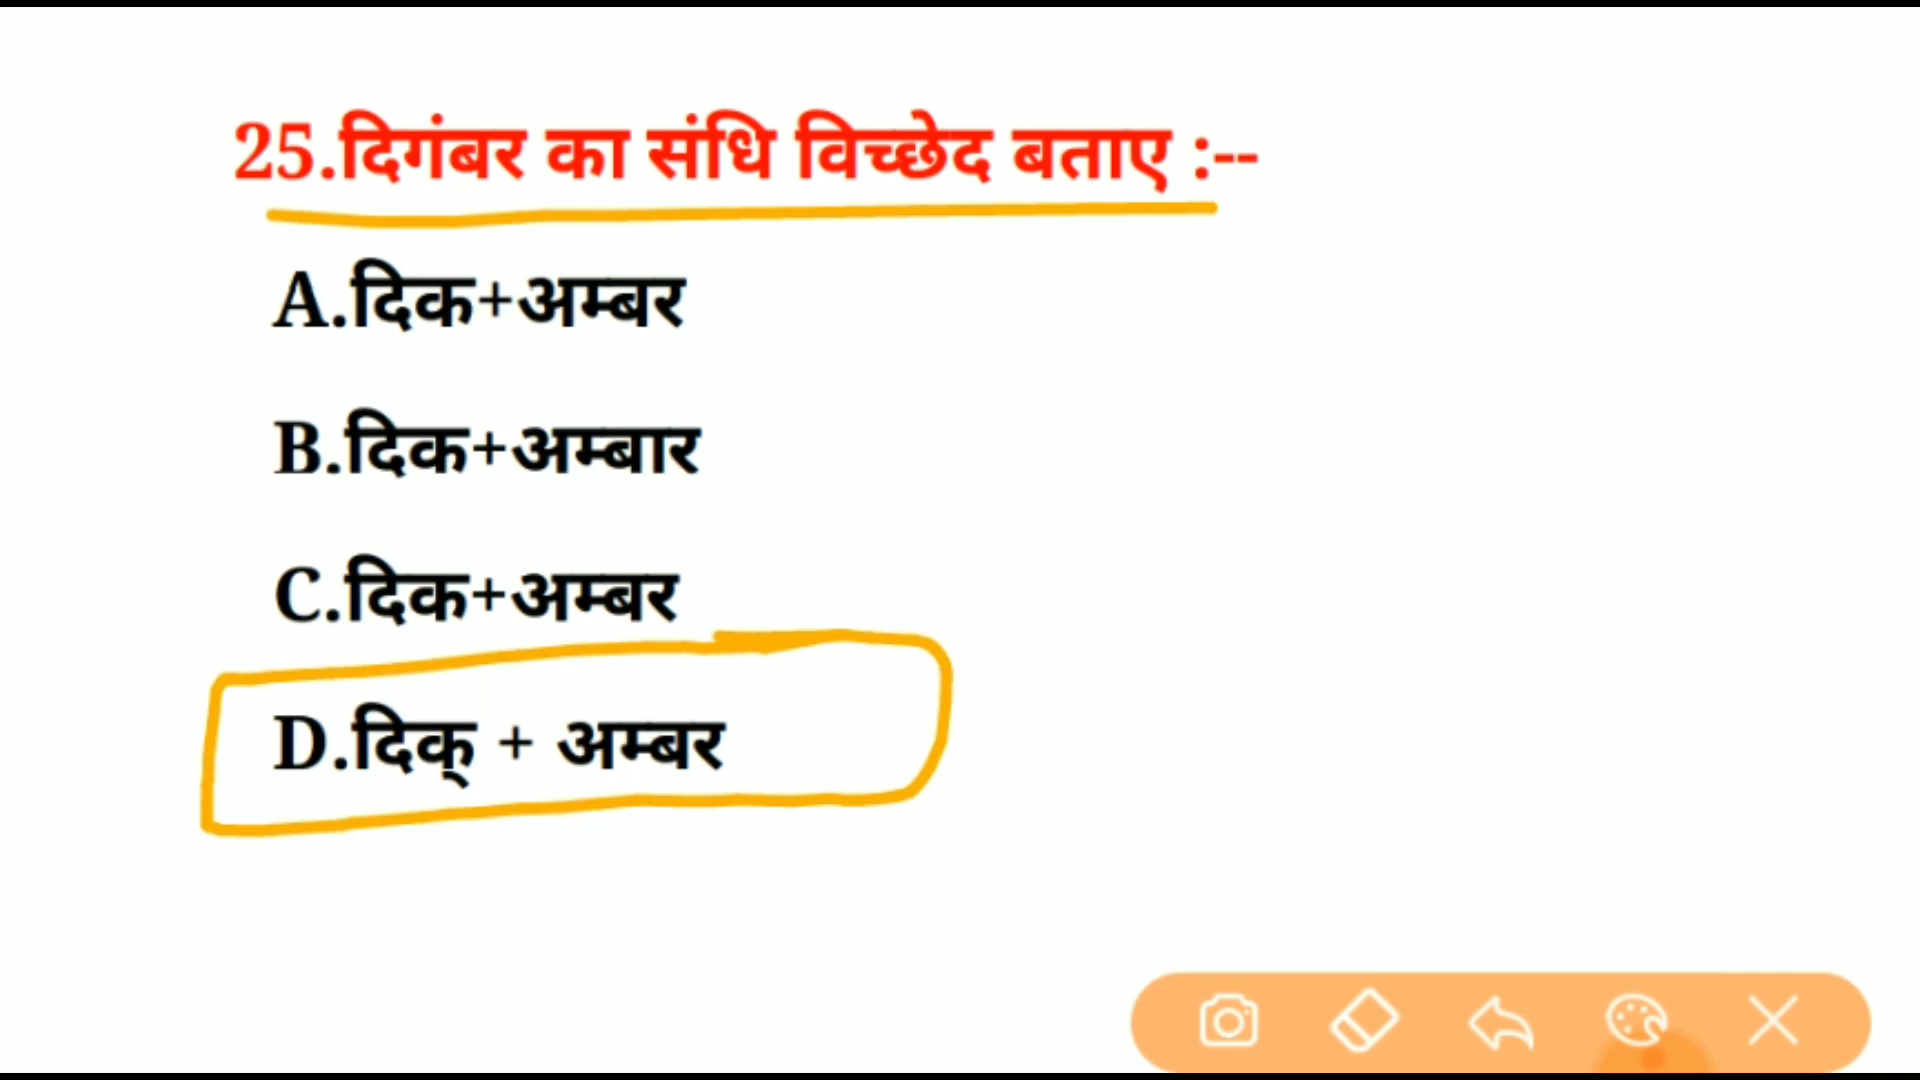 25.दिगंबर का संधि विच्छेद बताए :--
A.दिक+अम्बर
B.दिक+अम्बार
C.दिक+अम्बर
D.दिक् + अम्बर